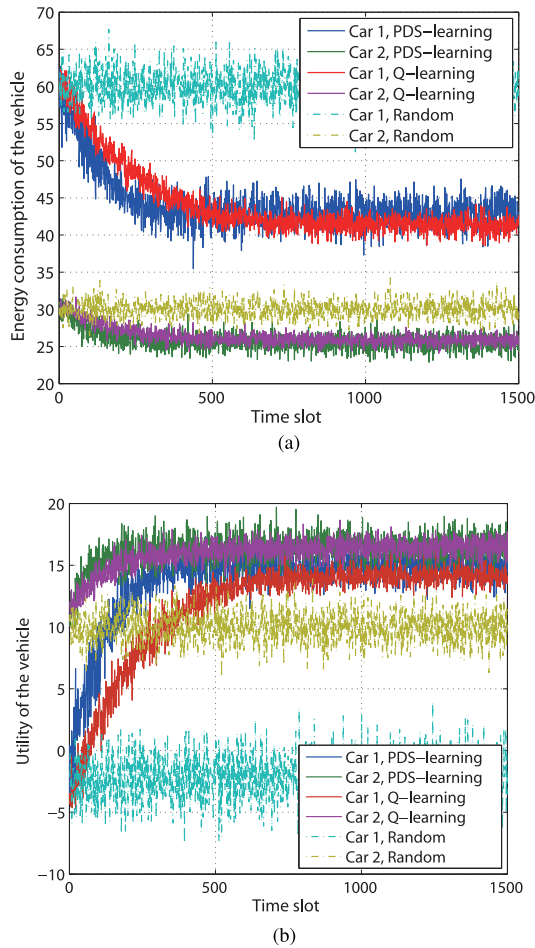 70
65
60
55
50
45
40
35
30
25
20
Energy consumption of the vehicle
Car 1, PDS−learning
Car 2, PDS−learning
Car 1, Q−learning
Car 2, Q−learning
Car 1, Random
Car 2, Random
0
500
1000
1500
Time slot
(a)
20
15
10
5
0
−5
−10
Utility of the vehicle
Car 1, PDS−learning
Car 2, PDS−learning
Car 1, Q−learning
Car 2, Q−learning
Car 1, Random
Car 2, Random
0
500
1000
1500
Time slot
(b)